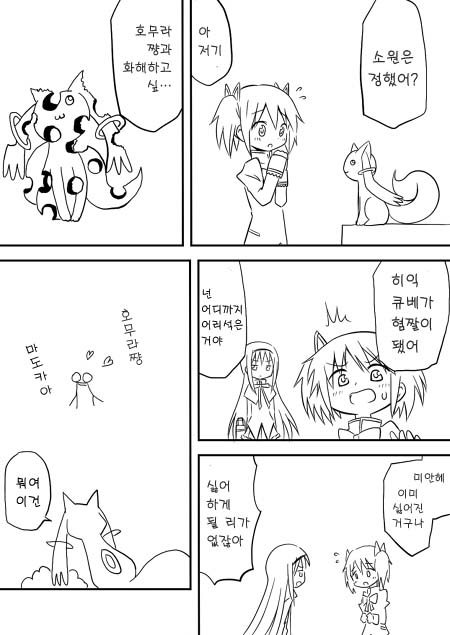 소원은
정했어?
아
저기
호무라
쨩과
화해하고
싶…
히익
큐베가
혐짤이
됐어
넌
어디까지
어리석은
거야
미안헤
이미
싫어진
거구나
싫어
하게
될 리가
없잖아
호무라쨩
마도카아
뭐여
이건